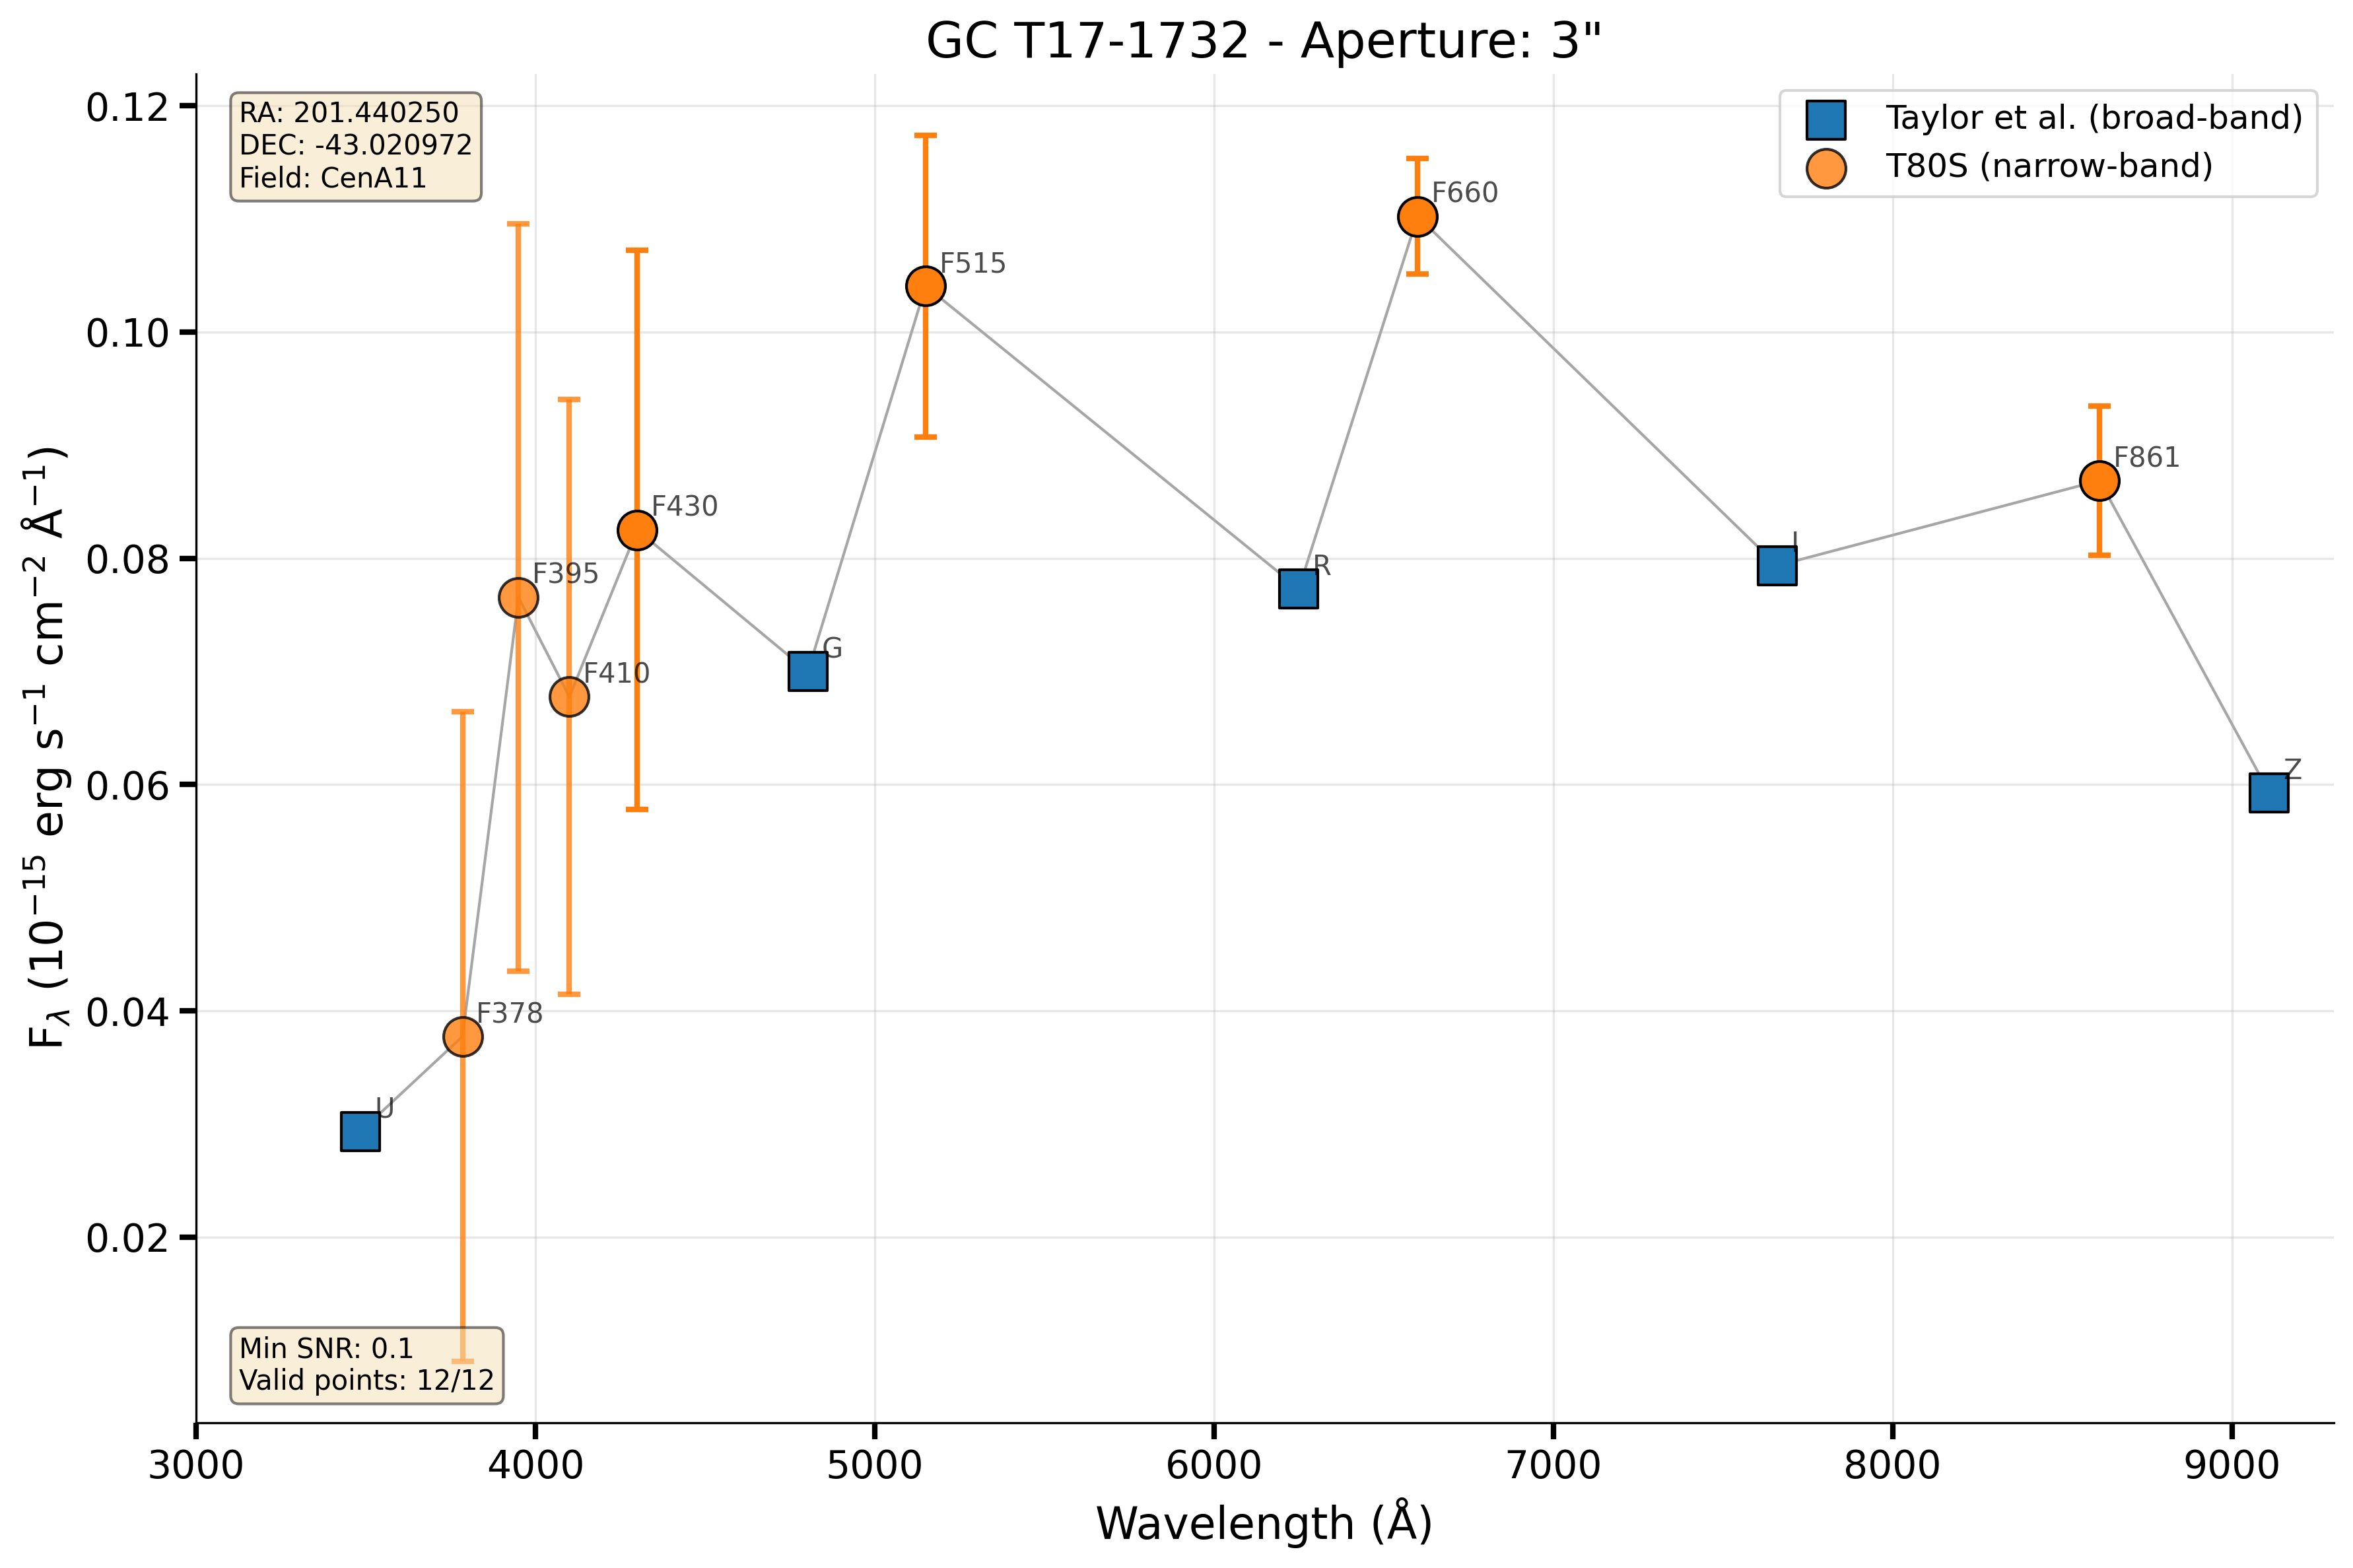 GC T17-1732 - Aperture: 3"
RA: 201.440250
DEC: -43.020972
Field: CenA11
Taylor et al. (broad-band)
T80S (narrow-band)
0.12
0.10
0.08
0.06
0.04
0.02
F660
F515
F861
F430
F395
I
R
G
F410
Z
F378
U
Min SNR: 0.1
Valid points: 12/12
3000 4000 5000 6000 7000 8000 9000
Wavelength (Å)
Fλ (10⁻¹⁵ erg s⁻¹ cm⁻² Å⁻¹)